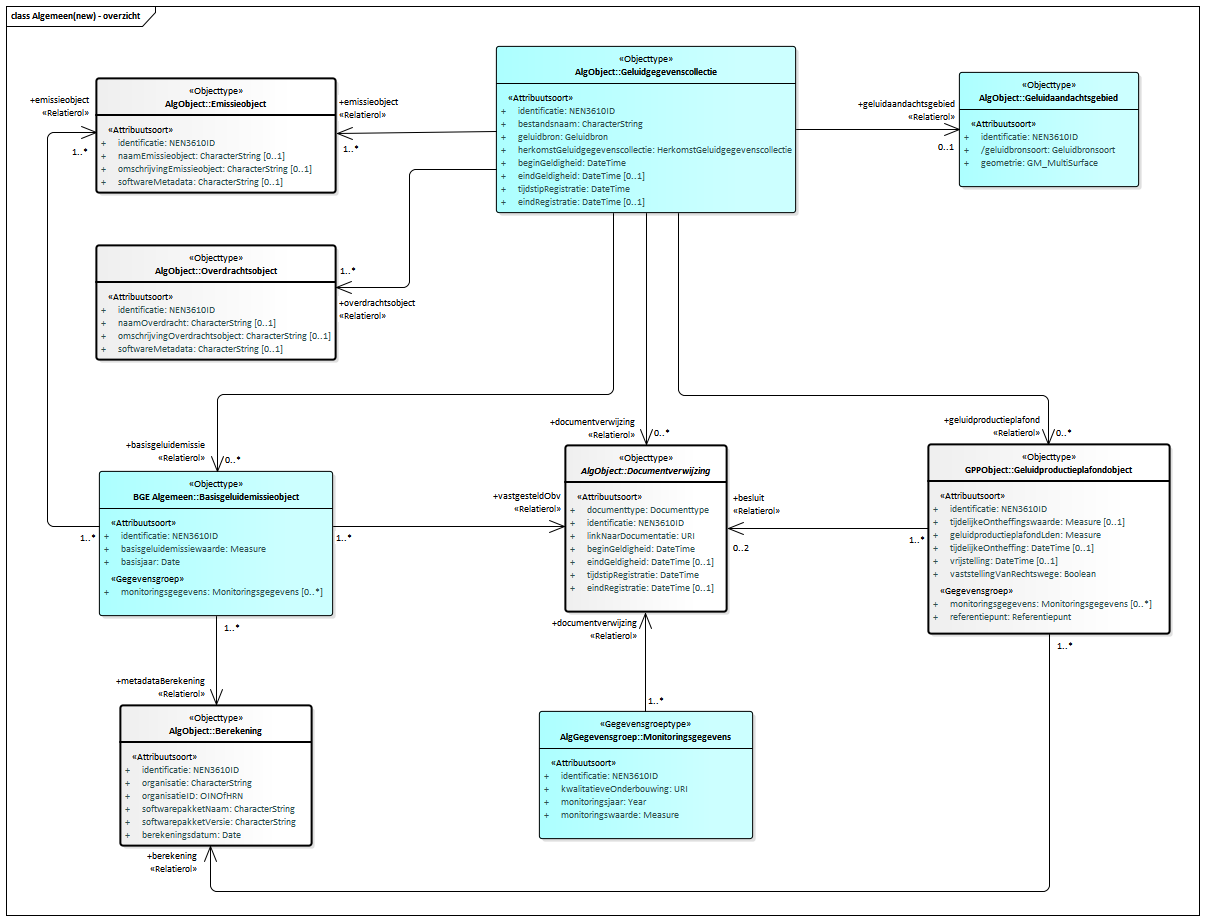 class Algemeen(new) - overzicht
«Objecttype»
AlgObject::Geluidgegevenscollectie
«Attribuutsoort»
+ identificatie: NEN3610ID
+ bestandsnaam: CharacterString
+ geluidbron: Geluidbron
+ herkomstGeluidgegevenscollectie: HerkomstGeluidgegevenscollectie
+ beginGeldigheid: DateTime
+ eindGeldigheid: DateTime [0..1]
+ tijdstipRegistratie: DateTime
+ eindRegistratie: DateTime [0..1]
«Objecttype»
AlgObject::Emissieobject
«Attribuutsoort»
+ identificatie: NEN3610ID
+ naamEmissieobject: CharacterString [0..1]
+ omschrijvingEmissieobject: CharacterString [0..1]
+ softwareMetadata: CharacterString [0..1]
+emissieobject
«Relatierol»
1..*
+emissieobject
«Relatierol»
1..*
+geluidaandachtsgebied
«Relatierol»
0..1
«Objecttype»
AlgObject::Geluidaandachtsgebied
«Attribuutsoort»
+ identificatie: NEN3610ID
+ /geluidbronsoort: Geluidbronsoort
+ geometrie: GM_MultiSurface
«Objecttype»
AlgObject::Overdrachtsobject
«Attribuutsoort»
+ identificatie: NEN3610ID
+ naamOverdracht: CharacterString [0..1]
+ omschrijvingOverdrachtsobject: CharacterString [0..1]
+ softwareMetadata: CharacterString [0..1]
1..*
+overdrachtsobject
«Relatierol»
+basisgeluidemissie
«Relatierol»
0..*
+documentverwijzing
«Relatierol»
0..*
+geluidproductieplafond
«Relatierol»
0..*
«Objecttype»
BGE Algemeen::Basisgeluidemissieobject
«Attribuutsoort»
+ identificatie: NEN3610ID
+ basisgeluidemissiewaarde: Measure
+ basisjaar: Date
«Gegevensgroep»
+ monitoringsgegevens: Monitoringsgegevens [0..*]
1..*
1..*
+vastgesteldObv
«Relatierol»
«Objecttype»
AlgObject::Documentverwijzing
«Attribuutsoort»
+ documenttype: Documenttype
+ identificatie: NEN3610ID
+ linkNaarDocumentatie: URI
+ beginGeldigheid: DateTime
+ eindGeldigheid: DateTime [0..1]
+ tijdstipRegistratie: DateTime
+ eindRegistratie: DateTime [0..1]
+besluit
«Relatierol»
0..2
1..*
«Objecttype»
GPPObject::Geluidproductieplafondobject
«Attribuutsoort»
+ identificatie: NEN3610ID
+ tijdelijkeOntheffingswaarde: Measure [0..1]
+ geluidproductieplafondLden: Measure
+ tijdelijkeOntheffing: DateTime [0..1]
+ vrijstelling: DateTime [0..1]
+ vaststellingVanRechtswege: Boolean
«Gegevensgroep»
+ monitoringsgegevens: Monitoringsgegevens [0..*]
+ referentiepunt: Referentiepunt
1..*
+documentverwijzing
«Relatierol»
1..*
1..*
+metadataBerekening
«Relatierol»
«Objecttype»
AlgObject::Berekening
«Attribuutsoort»
+ identificatie: NEN3610ID
+ organisatie: CharacterString
+ organisatieID: OINOfHRN
+ softwarepakketNaam: CharacterString
+ softwarepakketVersie: CharacterString
+ berekeningsdatum: Date
«Gegevensgroeptype»
AlgGegevensgroep::Monitoringsgegevens
«Attribuutsoort»
+ identificatie: NEN3610ID
+ kwalitatieveOnderbouwing: URI
+ monitoringsjaar: Year
+ monitoringswaarde: Measure
+berekening
«Relatierol»